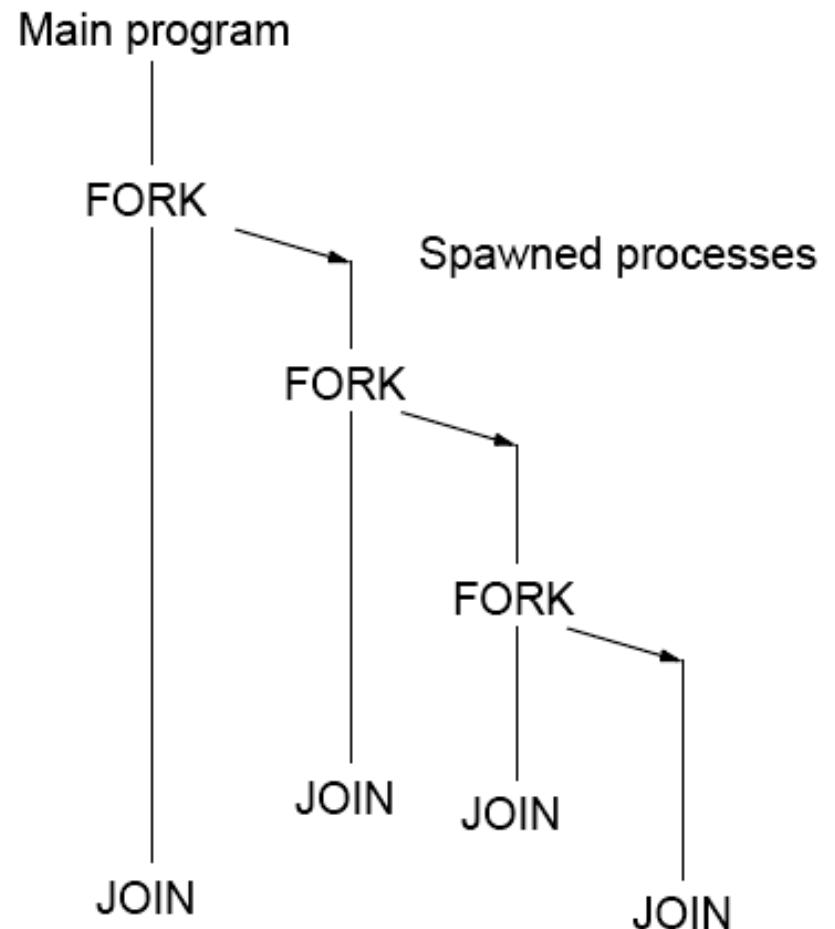 Main program
FORK
Spawned processes
FORK
FORK
JOIN
JOIN
JOIN
JOIN